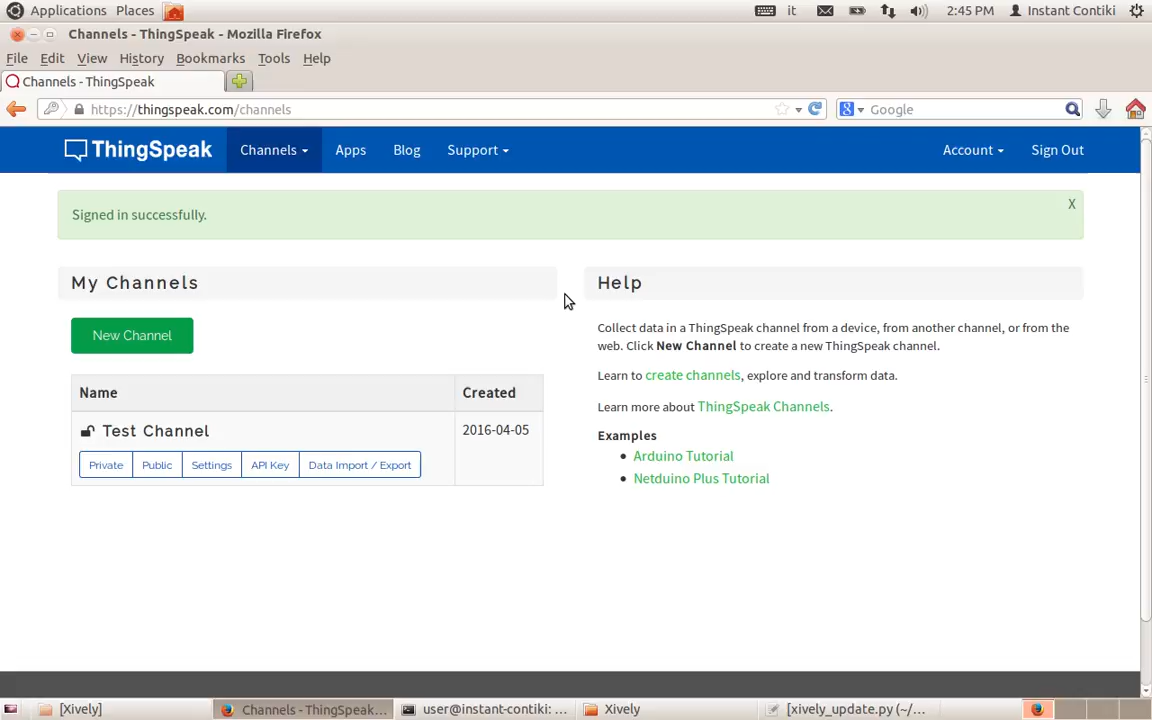 Applications Places it 2:45 PM Instant Contiki
Channels - ThingSpeak - Mozilla Firefox
File Edit View History Bookmarks Tools Help
Channels - ThingSpeak
https://thingspeak.com/channels Google
ThingSpeak Channels Apps Blog Support Account Sign Out
Signed in successfully. X
My Channels
New Channel
Name Created
Test Channel 2016-04-05
Private Public Settings API Key Data Import / Export
Help
Collect data in a ThingSpeak channel from a device, from another channel, or from the
web. Click New Channel to create a new ThingSpeak channel.
Learn to create channels, explore and transform data.
Learn more about ThingSpeak Channels.
Examples
Arduino Tutorial
Netduino Plus Tutorial
[Xively] Channels - ThingSpeak... user@instant-contiki: ... Xively [xively_update.py (~/...